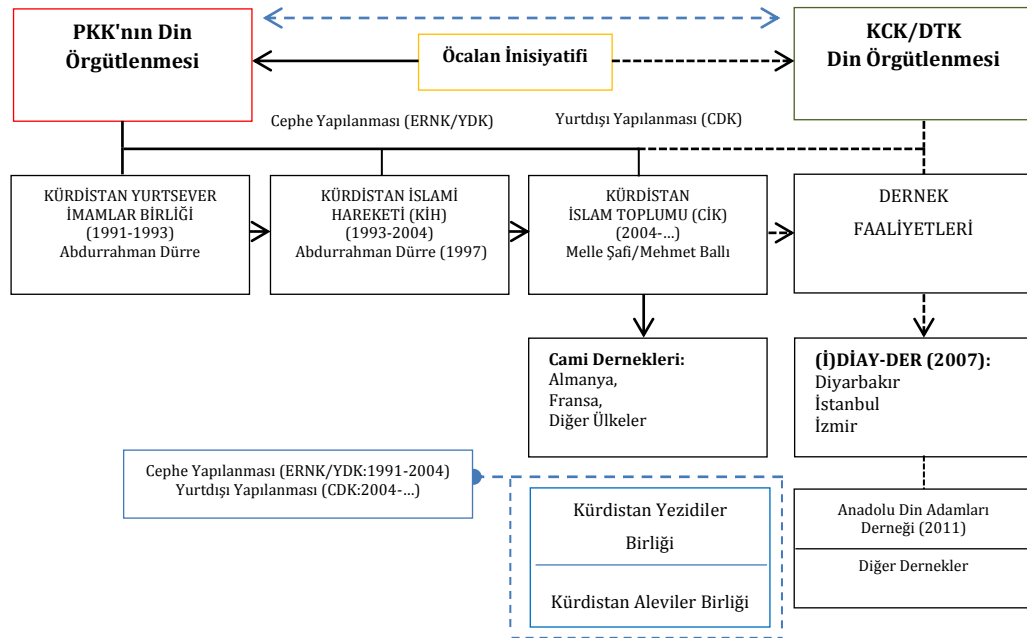 PKK'nın Din
Örgütlenmesi
Öcalan İnisiyatifi
KCK/DTK
Din Örgütlenmesi
Cephe Yapılanması (ERNK/YDK)
Yurtdışı Yapılanması (CDK)
KÜRDİSTAN YURTSEVER
İMAMLAR BİRLİĞİ
(1991-1993)
Abdurrahman Dürre
KÜRDİSTAN İSLAMİ
HAREKETİ (KİH)
(1993-2004)
Abdurrahman Dürre (1997)
KÜRDİSTAN
İSLAM TOPLUMU (CİK)
(2004-…)
Melle Şafi/Mehmet Ballı
DERNEK
FAALİYETLERİ
Cami Dernekleri:
Almanya,
Fransa,
Diğer Ülkeler
(İ)DİAY-DER (2007):
Diyarbakır
İstanbul
İzmir
Cephe Yapılanması (ERNK/YDK:1991-2004)
Yurtdışı Yapılanması (CDK:2004-…)
Kürdistan Yezidiler
Birliği
Kürdistan Aleviler Birliği
Anadolu Din Adamları
Derneği (2011)
Diğer Dernekler